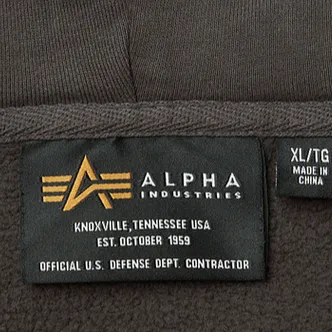 ALPHA
INDUSTRIES
KNOXVILLE, TENNESSEE USA
EST. OCTOBER 1959
OFFICIAL U.S. DEFENSE DEPT. CONTRACTOR
XL/TG
MADE IN
CHINA